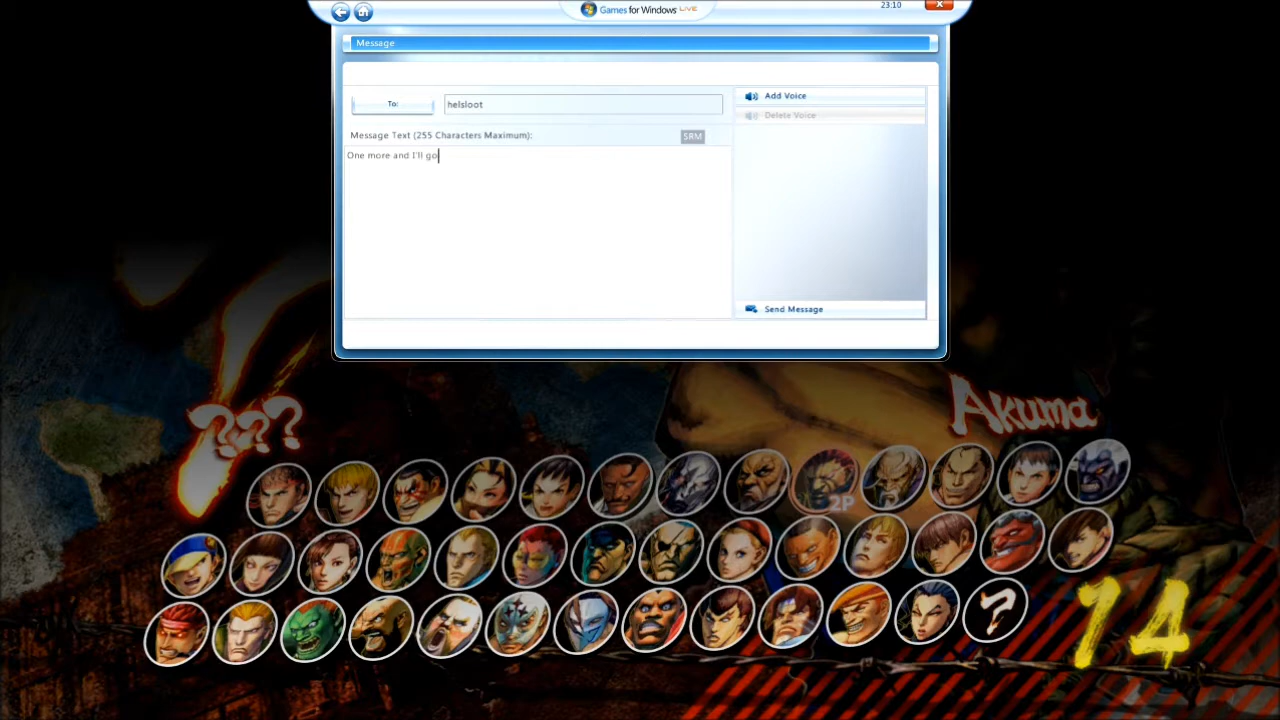 Games for Windows LIVE
23:10
x
Message
To:
helsloot
Add Voice
Delete Voice
Message Text (255 Characters Maximum):
SRM
One more and I'll go
Send Message
???
Akuma
2P
?
14